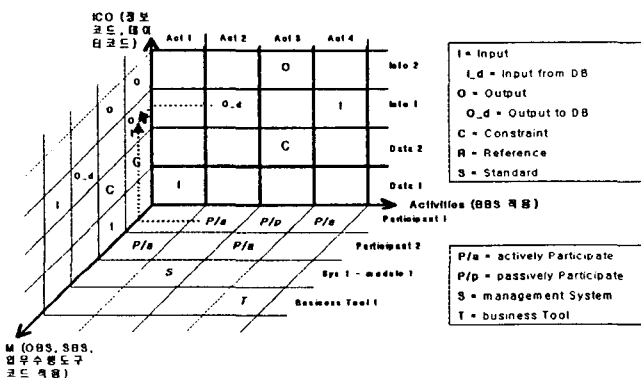 ICO (정보
코드, 데이
터코드)
Act 1 Act 2 Act 3 Act 4
O Info 2
O_d I Info 1
C Data 2
I Data 1
Activities (BBS 적용)
O
O
O_d
C
I
C
I
P/a P/p P/a Participant 1
P/a P/a Participant 2
S Sys 1 - module 1
T Business Tool 1
M (OBS, SBS,
업무수행도구
코드 적용)
I = Input
I_d = Input from DB
O = Output
O_d = Output to DB
C = Constraint
R = Reference
S = Standard
P/a = actively Participate
P/p = passively Participate
S = management System
T = business Tool